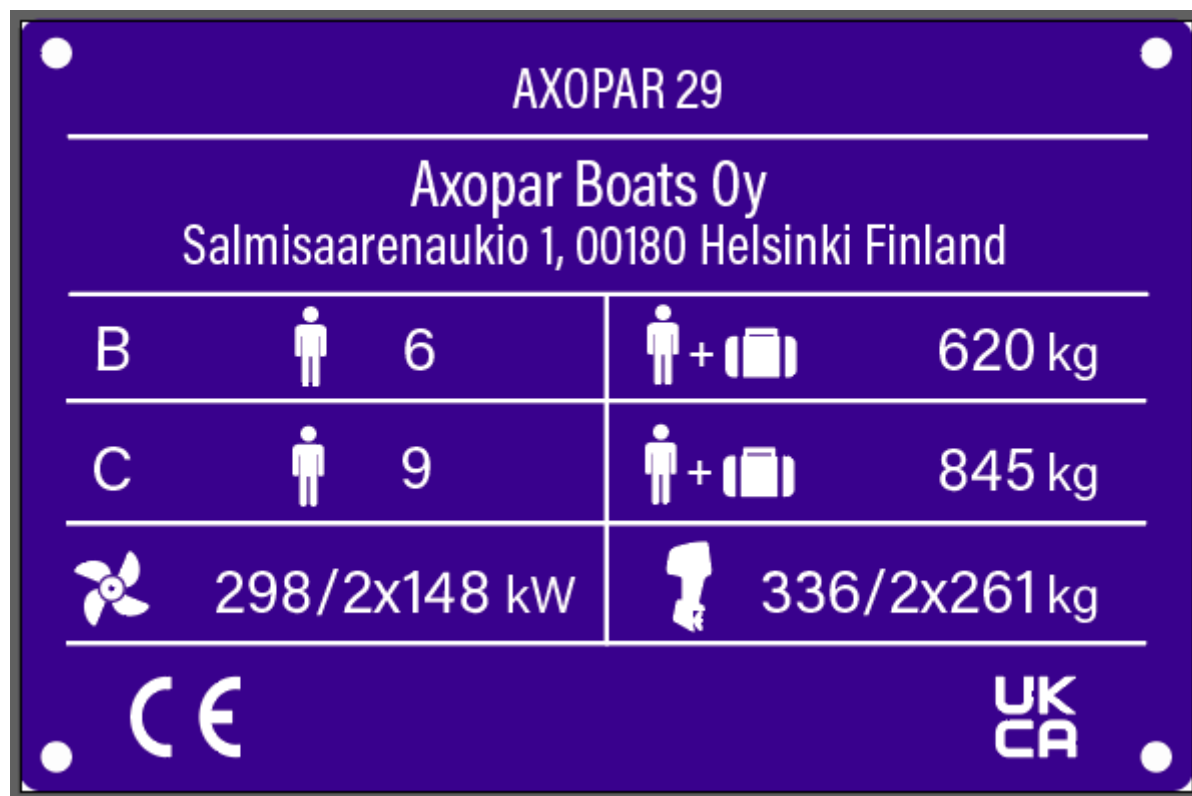 AXOPAR 29
Axopar Boats Oy
Salmisaarenaukio 1, 00180 Helsinki Finland
B 6 + 620 kg
C 9 + 845 kg
298/2x148 kW 336/2x261 kg
CE UK
CA